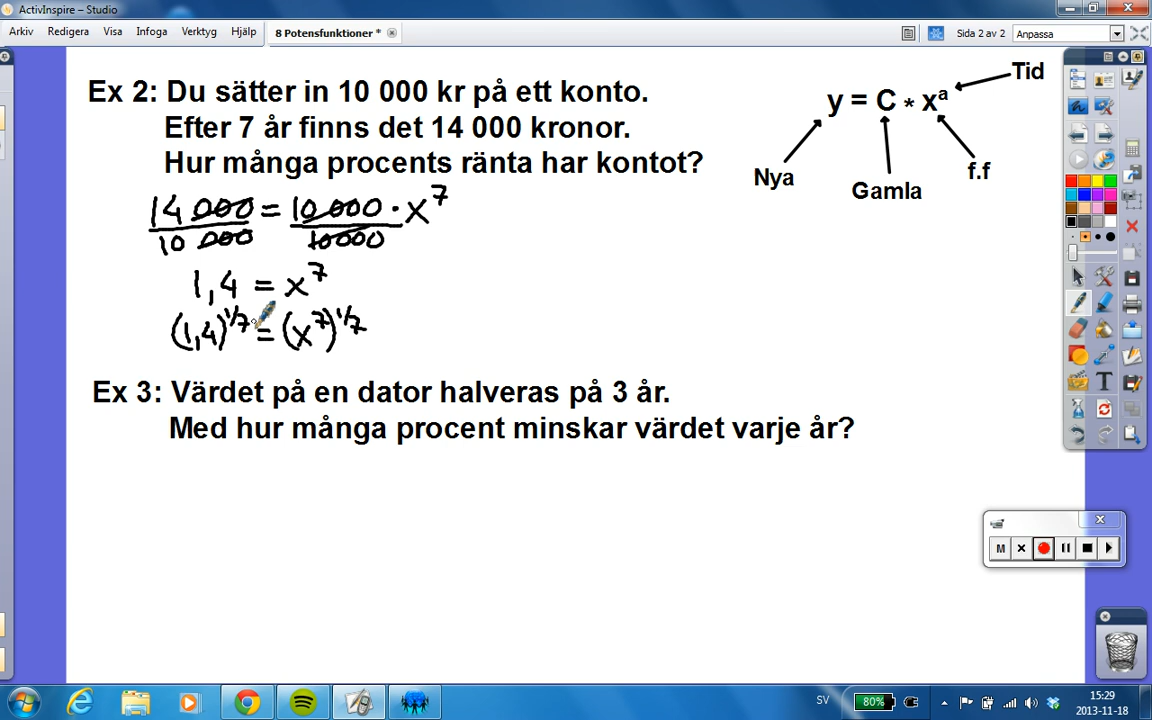 ActivInspire – Studio
Arkiv Redigera Visa Infoga Verktyg Hjälp 8 Potensfunktioner * Sida 2 av 2 Anpassa
Ex 2: Du sätter in 10 000 kr på ett konto.
Efter 7 år finns det 14 000 kronor.
Hur många procents ränta har kontot?
y = C * xᵃ
Tid
Nya
Gamla
f.f
14 000 = 10 000 · x⁷
10 000 10000
1,4 = x⁷
(1,4)^1/7 = (x⁷)^1/7
Ex 3: Värdet på en dator halveras på 3 år.
Med hur många procent minskar värdet varje år?
M
SV 80% 15:29
2013-11-18